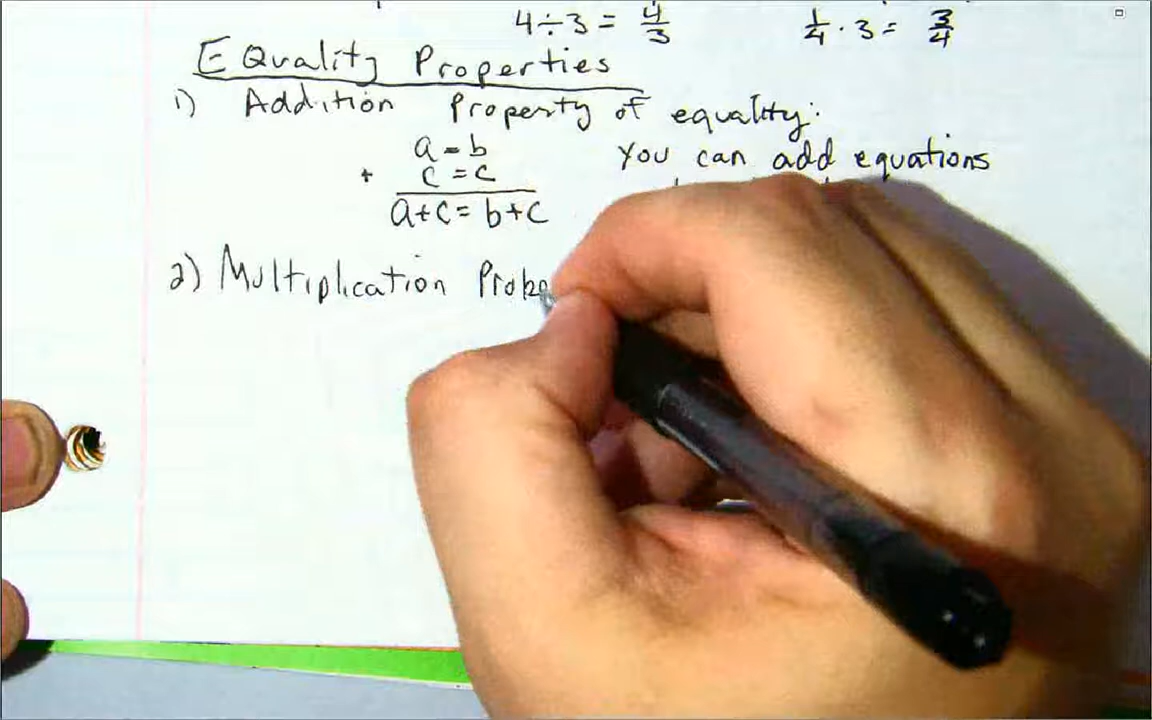 4 ÷ 3 = 4/3
1/4 · 3 = 3/4
EQuality Properties
1) Addition Property of equality:
a = b
+ c = c
a + c = b + c
You can add equations
2) Multiplication Prope